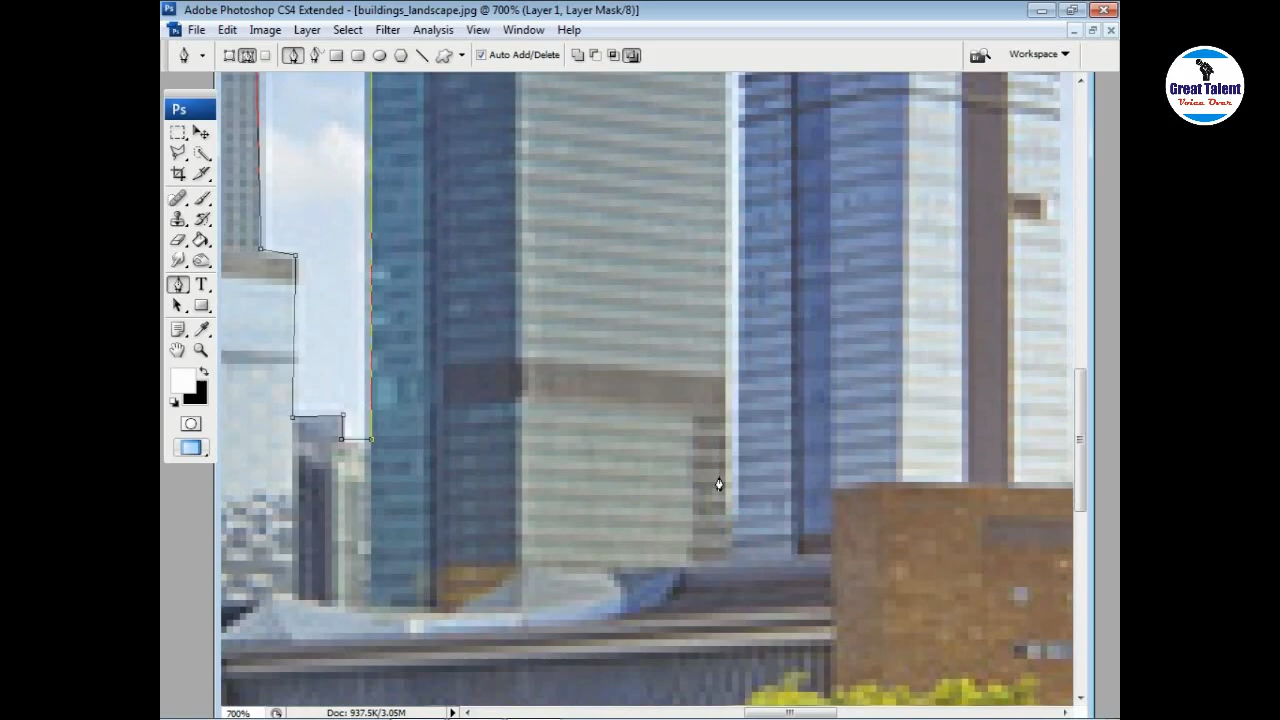 Adobe Photoshop CS4 Extended - [buildings_landscape.jpg @ 700% (Layer 1, Layer Mask/8)]
File Edit Image Layer Select Filter Analysis View Window Help
Auto Add/Delete
Workspace
Ps
T
700%
Doc: 937.5K/3.05M
Great Talent
Voice Over